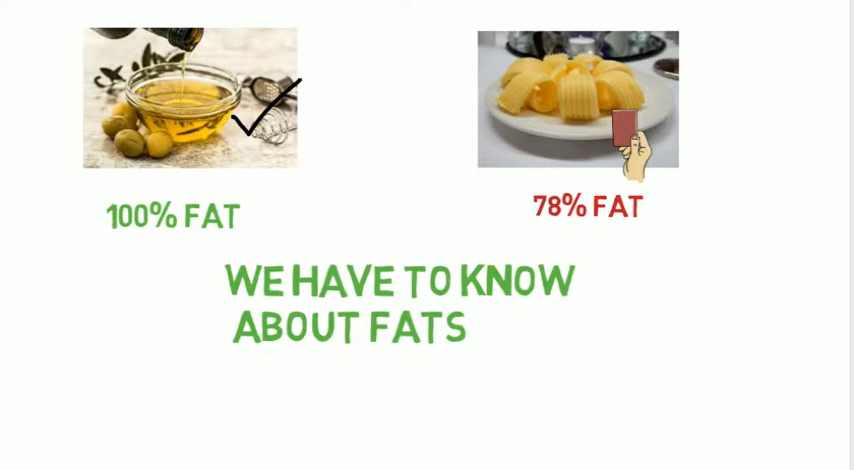 100% FAT
78% FAT
WE HAVE TO KNOW
ABOUT FATS